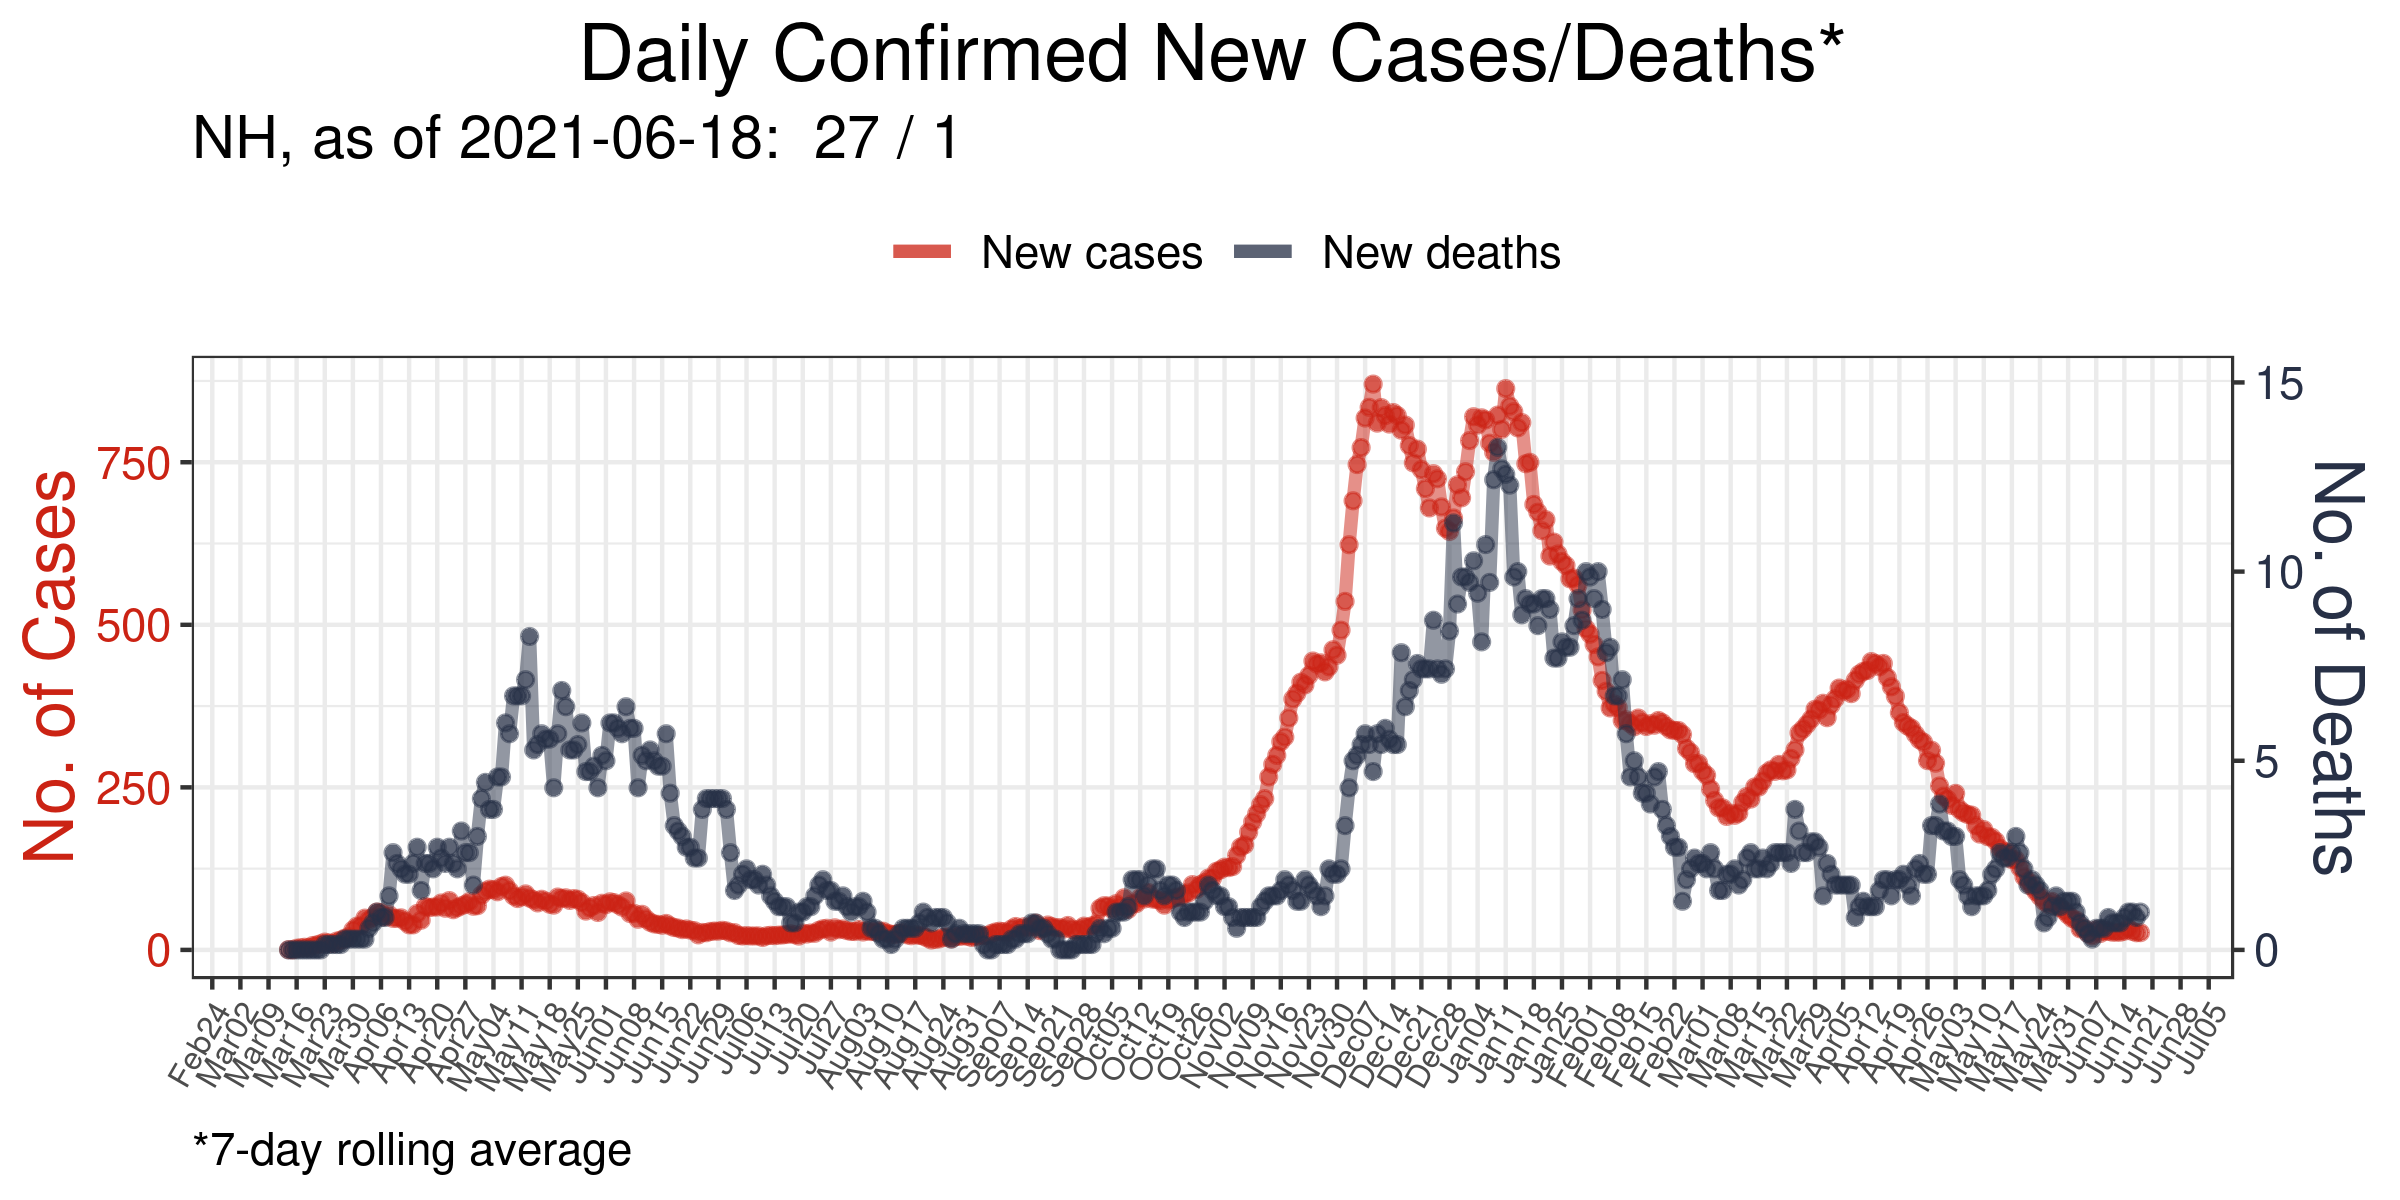 Daily Confirmed New Cases/Deaths*
NH, as of 2021-06-18:  27 / 1
New cases
New deaths
No. of Cases
750
500
250
0
15
10
5
0
No. of Deaths
Feb24
Mar02
Mar09
Mar16
Mar23
Mar30
Apr06
Apr13
Apr20
Apr27
May04
May11
May18
May25
Jun01
Jun08
Jun15
Jun22
Jun29
Jul06
Jul13
Jul20
Jul27
Aug03
Aug10
Aug17
Aug24
Aug31
Sep07
Sep14
Sep21
Sep28
Oct05
Oct12
Oct19
Oct26
Nov02
Nov09
Nov16
Nov23
Nov30
Dec07
Dec14
Dec21
Dec28
Jan04
Jan11
Jan18
Jan25
Feb01
Feb08
Feb15
Feb22
Mar01
Mar08
Mar15
Mar22
Mar29
Apr05
Apr12
Apr19
Apr26
May03
May10
May17
May24
May31
Jun07
Jun14
Jun21
Jun28
Jul05
*7-day rolling average